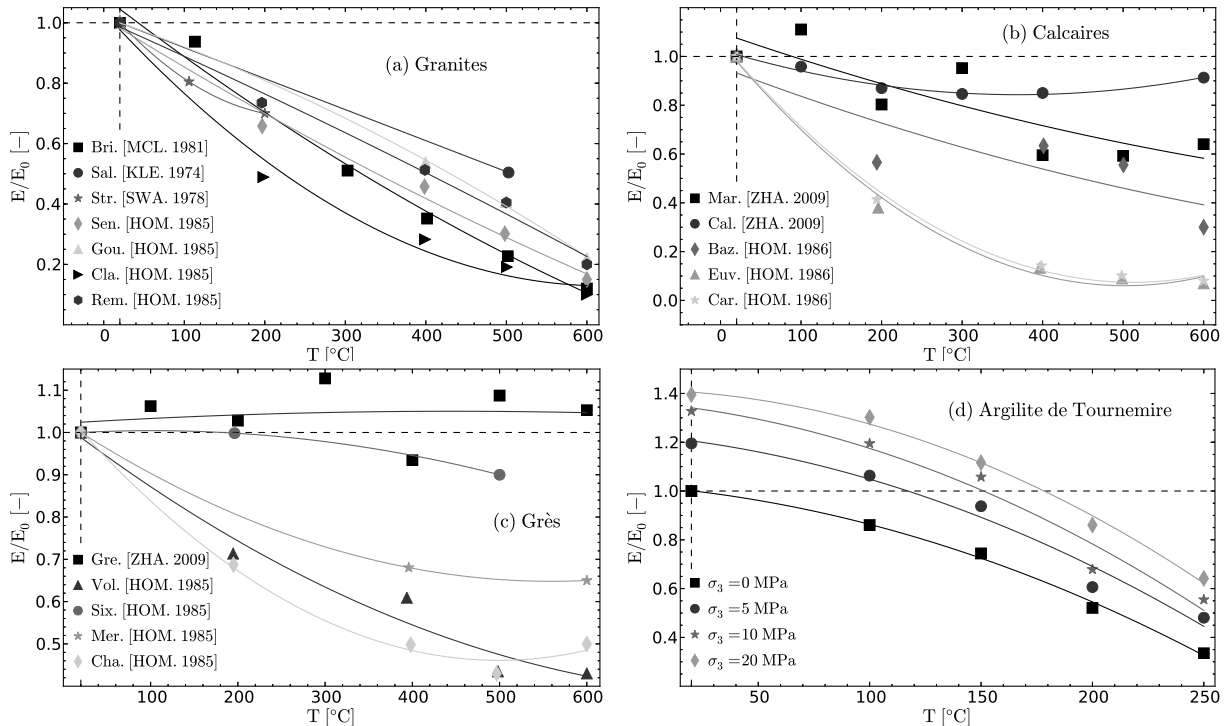 1.0
0.8
0.6
0.4
0.2
E/E₀ [−]
(a) Granites
Bri. [MCL. 1981]
Sal. [KLE. 1974]
Str. [SWA. 1978]
Sen. [HOM. 1985]
Gou. [HOM. 1985]
Cla. [HOM. 1985]
Rem. [HOM. 1985]
0 100 200 300 400 500 600
T [°C]
1.2
1.0
0.8
0.6
0.4
0.2
0.0
E/E₀ [−]
(b) Calcaires
Mar. [ZHA. 2009]
Cal. [ZHA. 2009]
Baz. [HOM. 1986]
Euv. [HOM. 1986]
Car. [HOM. 1986]
0 100 200 300 400 500 600
T [°C]
1.1
1.0
0.9
0.8
0.7
0.6
0.5
E/E₀ [−]
(c) Grès
Gre. [ZHA. 2009]
Vol. [HOM. 1985]
Six. [HOM. 1985]
Mer. [HOM. 1985]
Cha. [HOM. 1985]
100 200 300 400 500 600
T [°C]
1.4
1.2
1.0
0.8
0.6
0.4
E/E₀ [−]
(d) Argilite de Tournemire
σ₃ = 0 MPa
σ₃ = 5 MPa
σ₃ = 10 MPa
σ₃ = 20 MPa
50 100 150 200 250
T [°C]